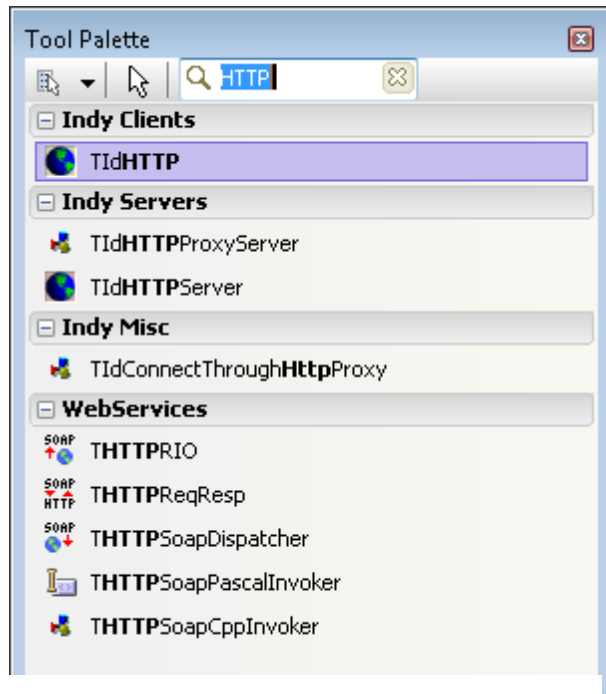 Tool Palette
HTTP
Indy Clients
TIdHTTP
Indy Servers
TIdHTTPProxyServer
TIdHTTPServer
Indy Misc
TIdConnectThroughHttpProxy
WebServices
SOAP
THTTPRIO
SOAP
HTTP
THTTPReqResp
SOAP
THTTPSoapDispatcher
THTTPSoapPascalInvoker
THTTPSoapCppInvoker